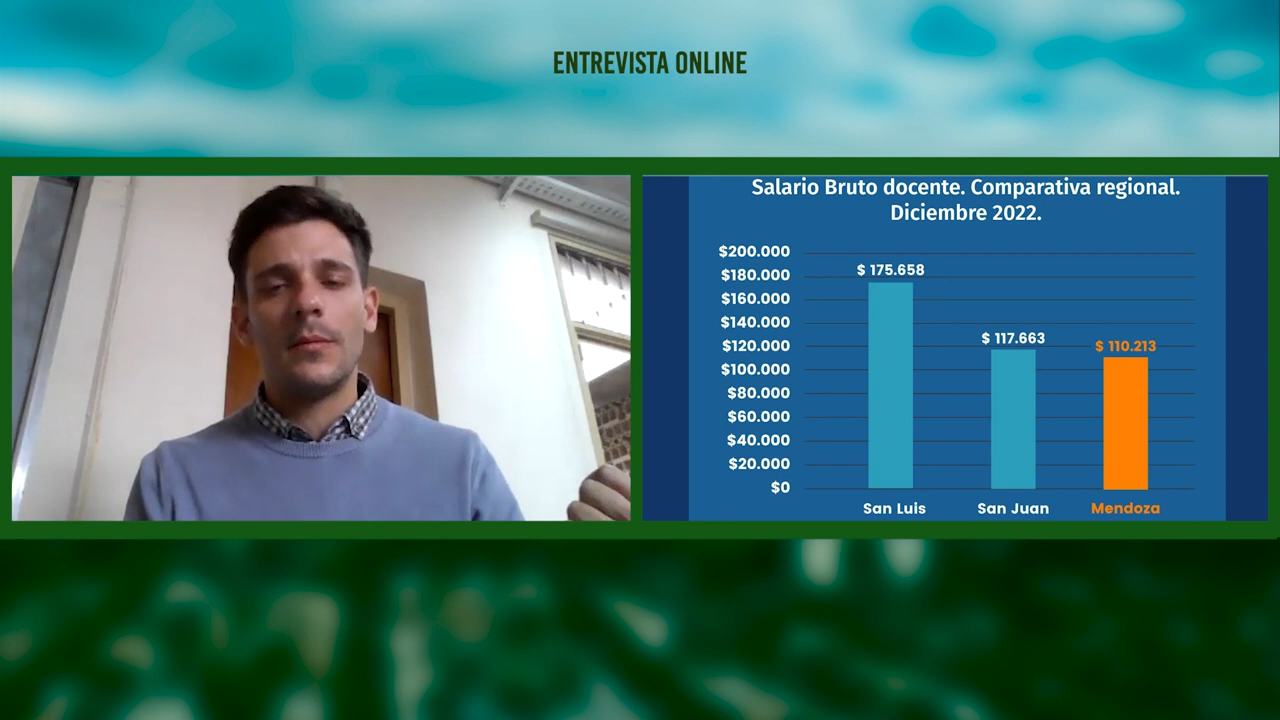 ENTREVISTA ONLINE
Salario Bruto docente. Comparativa regional.
Diciembre 2022.
$200.000
$180.000
$160.000
$140.000
$120.000
$100.000
$80.000
$60.000
$40.000
$20.000
$0
$ 175.658
$ 117.663
$ 110.213
San Luis
San Juan
Mendoza